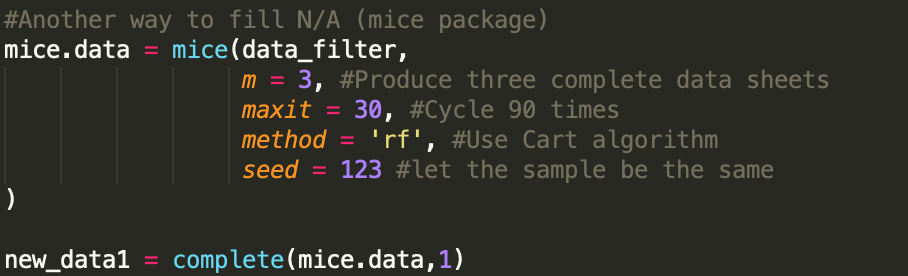 #Another way to fill N/A (mice package)
mice.data = mice(data_filter,
m = 3, #Produce three complete data sheets
maxit = 30, #Cycle 90 times
method = 'rf', #Use Cart algorithm
seed = 123 #let the sample be the same
)
new_data1 = complete(mice.data,1)